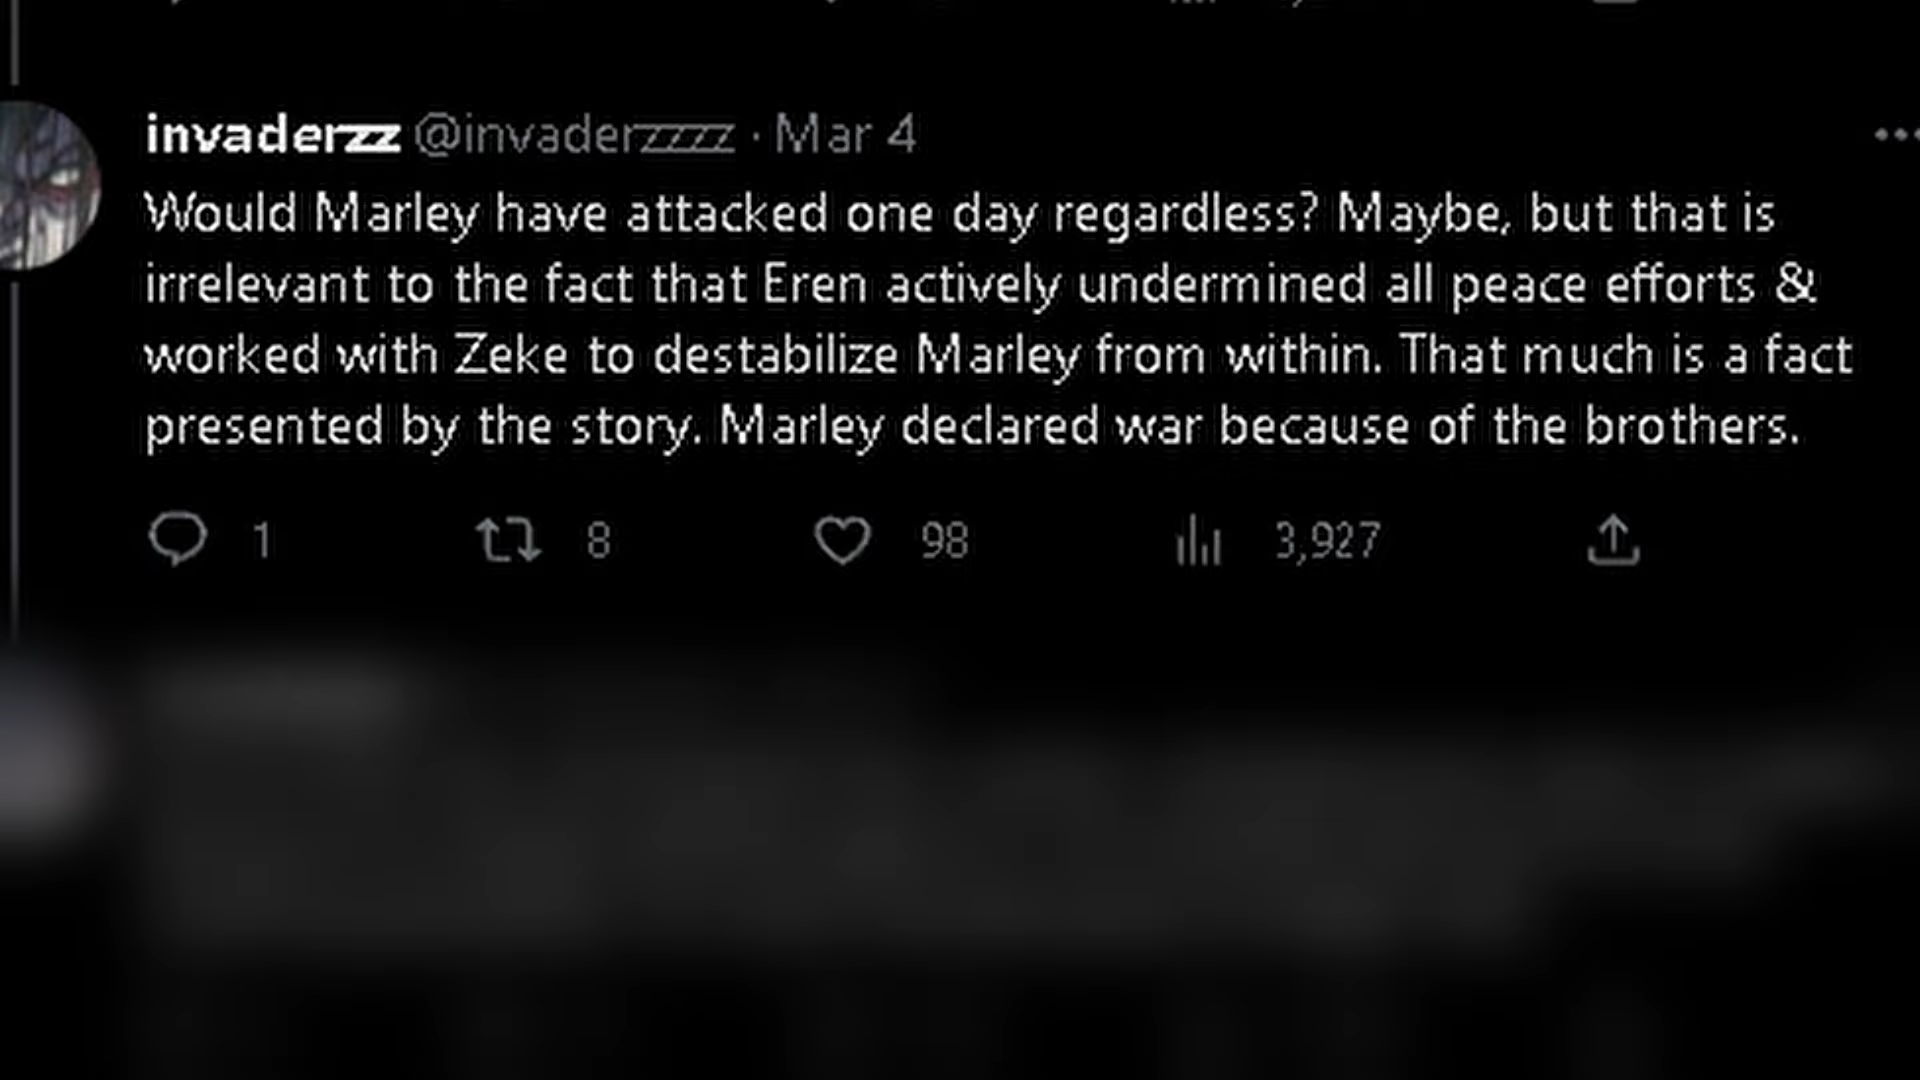 invaderzz @invaderzzzz · Mar 4
Would Marley have attacked one day regardless? Maybe, but that is
irrelevant to the fact that Eren actively undermined all peace efforts &
worked with Zeke to destabilize Marley from within. That much is a fact
presented by the story. Marley declared war because of the brothers.
1 8 98 3,927